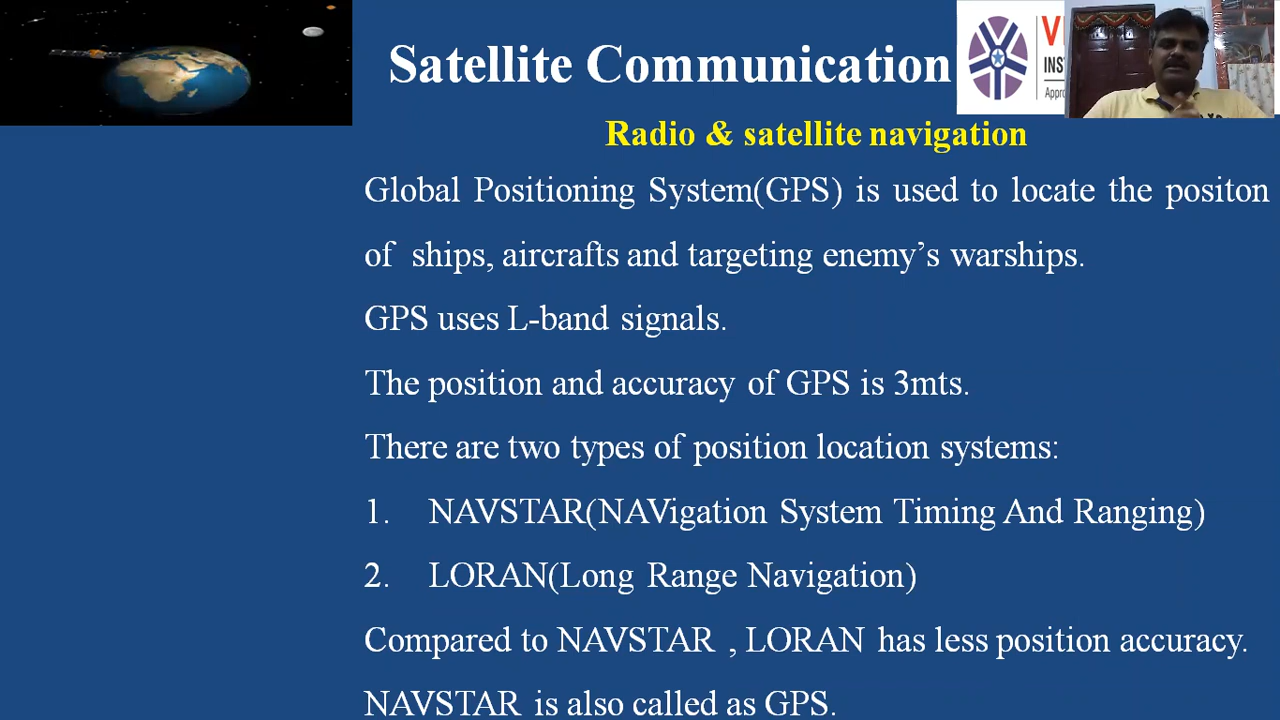 Satellite Communication
V
INS
Appro
Radio & satellite navigation
Global Positioning System(GPS) is used to locate the positon
of ships, aircrafts and targeting enemy’s warships.
GPS uses L-band signals.
The position and accuracy of GPS is 3mts.
There are two types of position location systems:
1. NAVSTAR(NAVigation System Timing And Ranging)
2. LORAN(Long Range Navigation)
Compared to NAVSTAR , LORAN has less position accuracy.
NAVSTAR is also called as GPS.